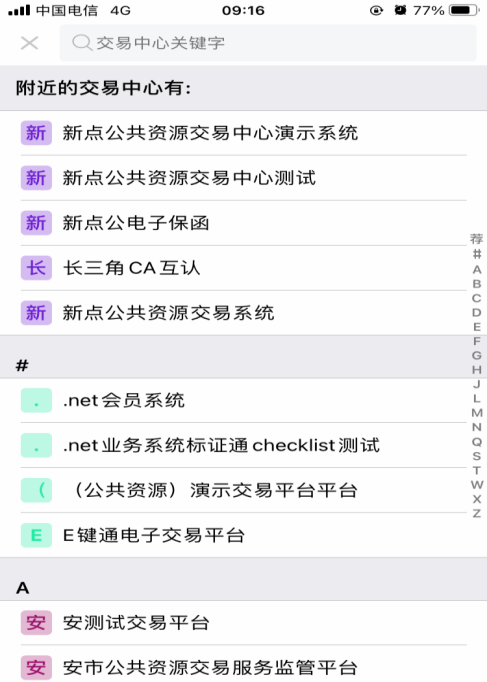 中国电信 4G 09:16 77%
交易中心关键字
附近的交易中心有:
新 新点公共资源交易中心演示系统
新 新点公共资源交易中心测试
新 新点公电子保函
长 长三角CA互认
新 新点公共资源交易系统
#
. .net会员系统
. .net业务系统标证通checklist测试
( （公共资源）演示交易平台平台
E E键通电子交易平台
A
安 安测试交易平台
安 安市公共资源交易服务监管平台
荐
#
A
B
C
D
E
F
G
H
J
L
M
N
Q
S
T
W
X
Z